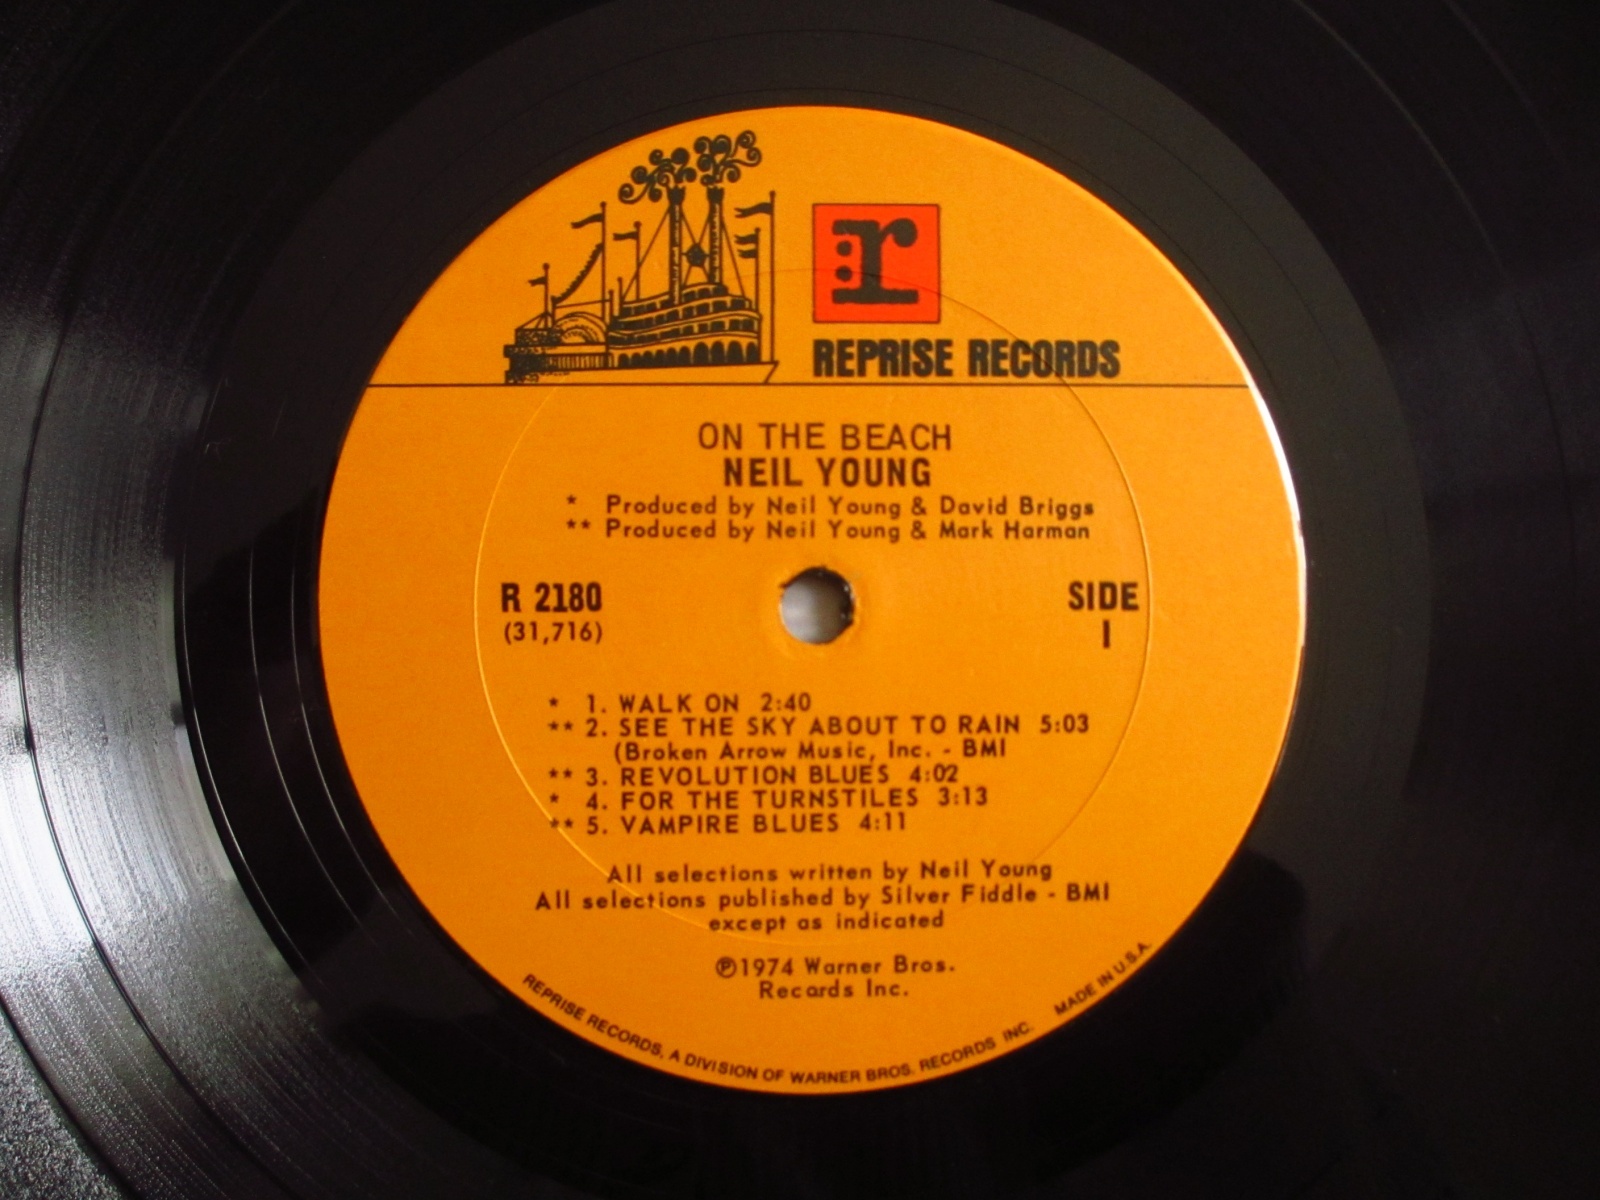 r
REPRISE RECORDS
ON THE BEACH
NEIL YOUNG
* Produced by Neil Young & David Briggs
** Produced by Neil Young & Mark Harman
R 2180
(31,716)
SIDE
1
* 1. WALK ON 2:40
** 2. SEE THE SKY ABOUT TO RAIN 5:03
(Broken Arrow Music, Inc. - BMI
** 3. REVOLUTION BLUES 4:02
* 4. FOR THE TURNSTILES 3:13
** 5. VAMPIRE BLUES 4:11
All selections written by Neil Young
All selections published by Silver Fiddle - BMI
except as indicated
℗1974 Warner Bros.
Records Inc.
REPRISE RECORDS, A DIVISION OF WARNER BROS. RECORDS INC. MADE IN U.S.A.